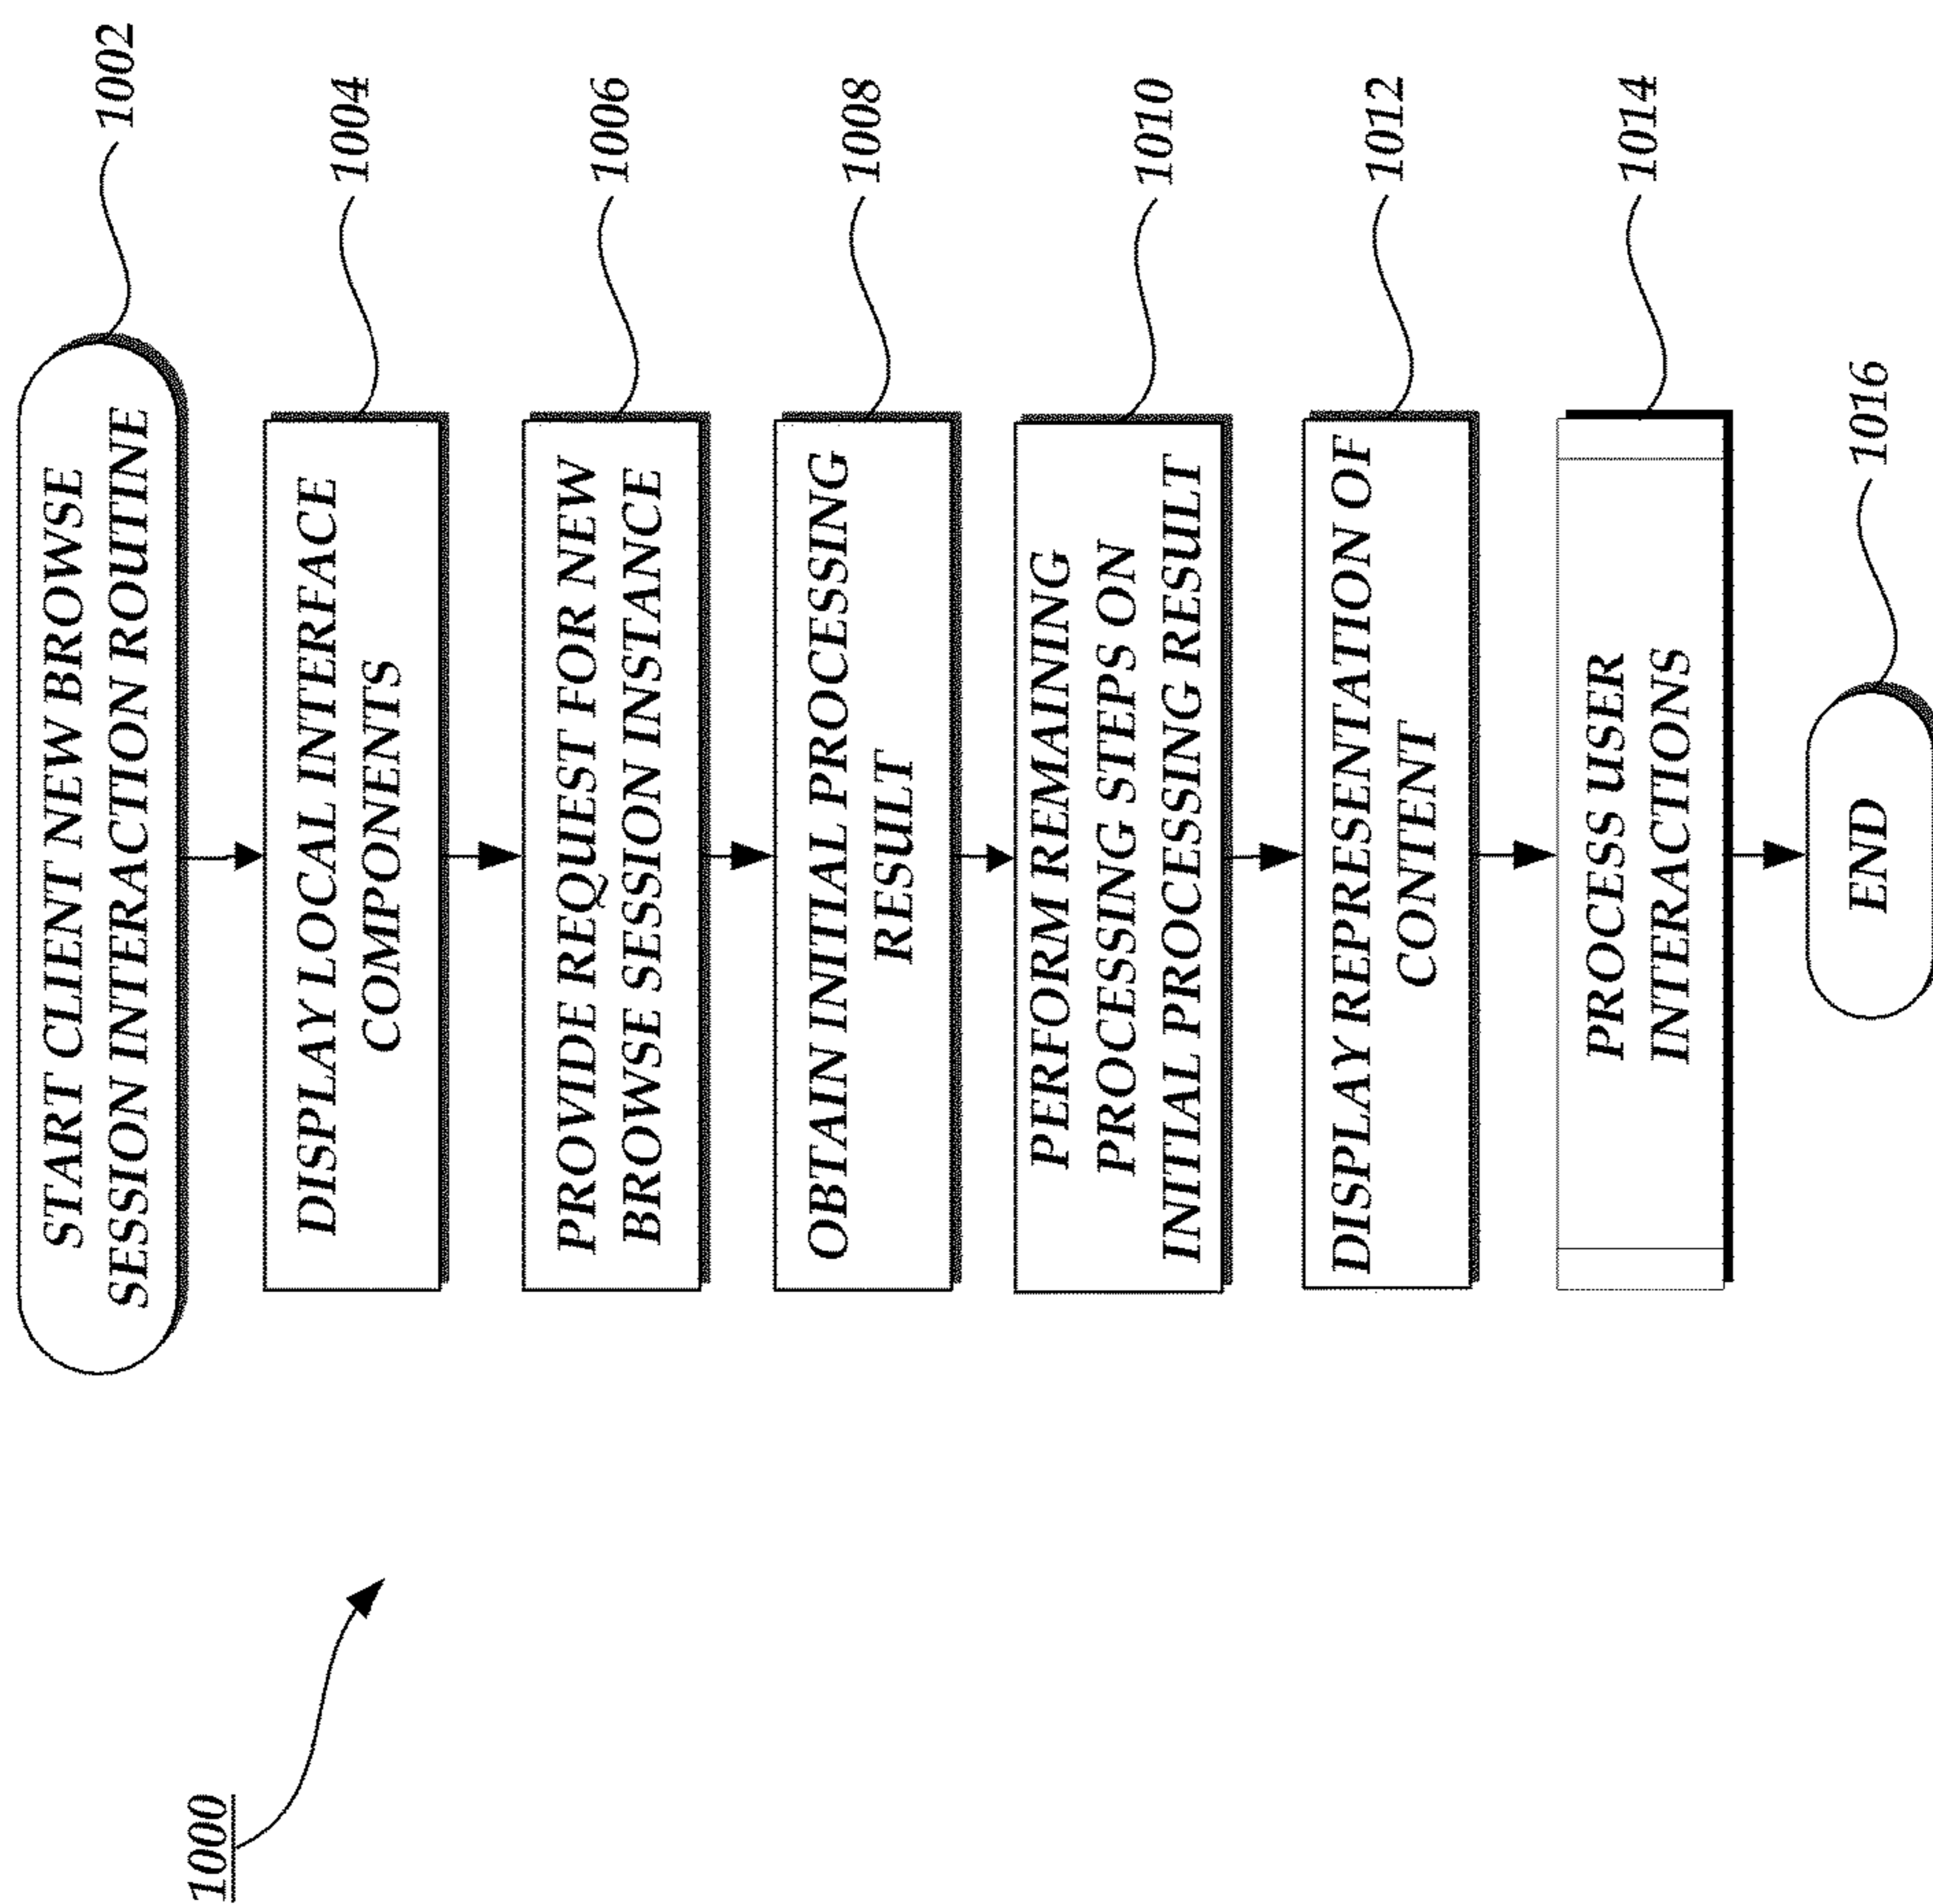 1000
START CLIENT NEW BROWSE
SESSION INTERACTION ROUTINE
1002
DISPLAY LOCAL INTERFACE
COMPONENTS
1004
PROVIDE REQUEST FOR NEW
BROWSE SESSION INSTANCE
1006
OBTAIN INITIAL PROCESSING
RESULT
1008
PERFORM REMAINING
PROCESSING STEPS ON
INITIAL PROCESSING RESULT
1010
DISPLAY REPRESENTATION OF
CONTENT
1012
PROCESS USER
INTERACTIONS
1014
END
1016